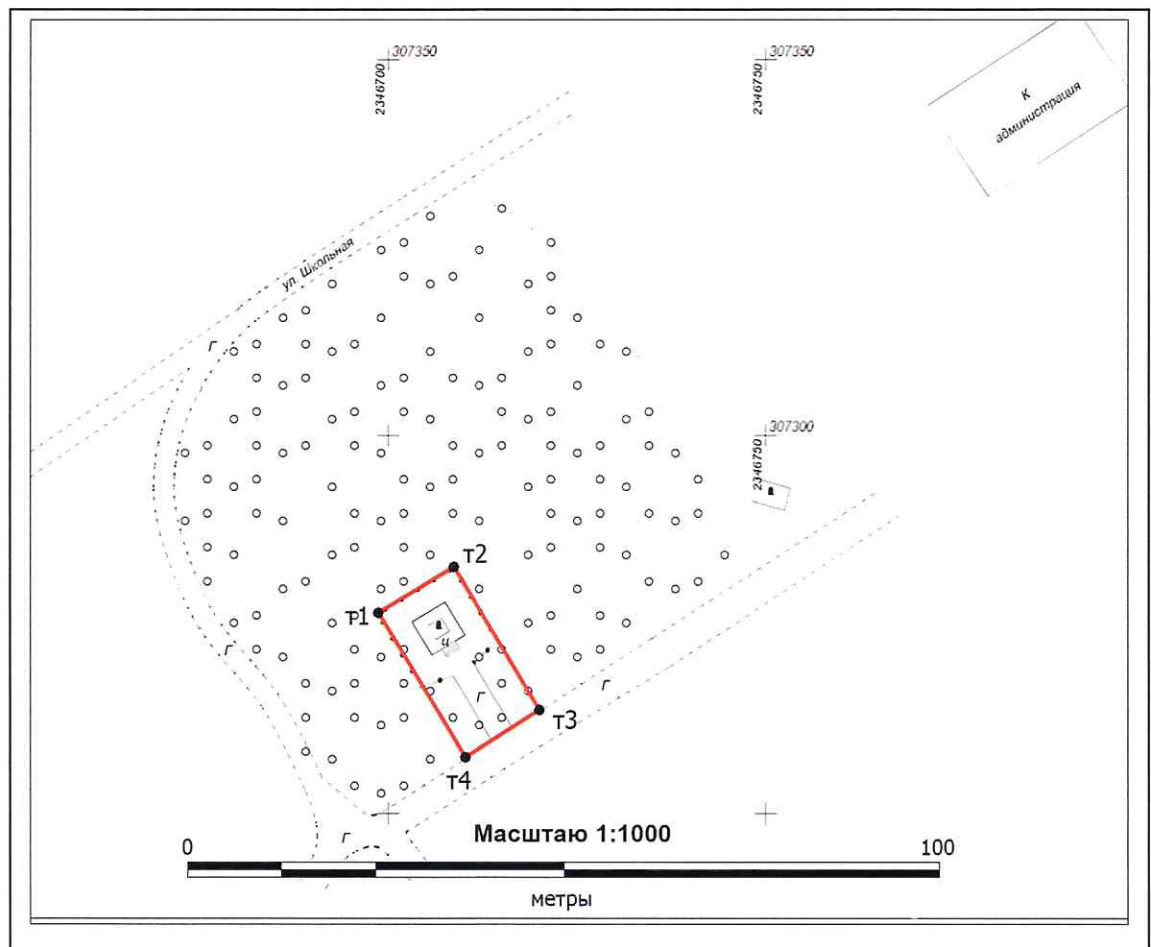 307350
307350
2346700
2346750
К
администрация
ул. Школьная
Г
307300
2346750
т2
т1
ц
Г
Г
Г
т3
т4
Г
Масштаю 1:1000
0
100
метры